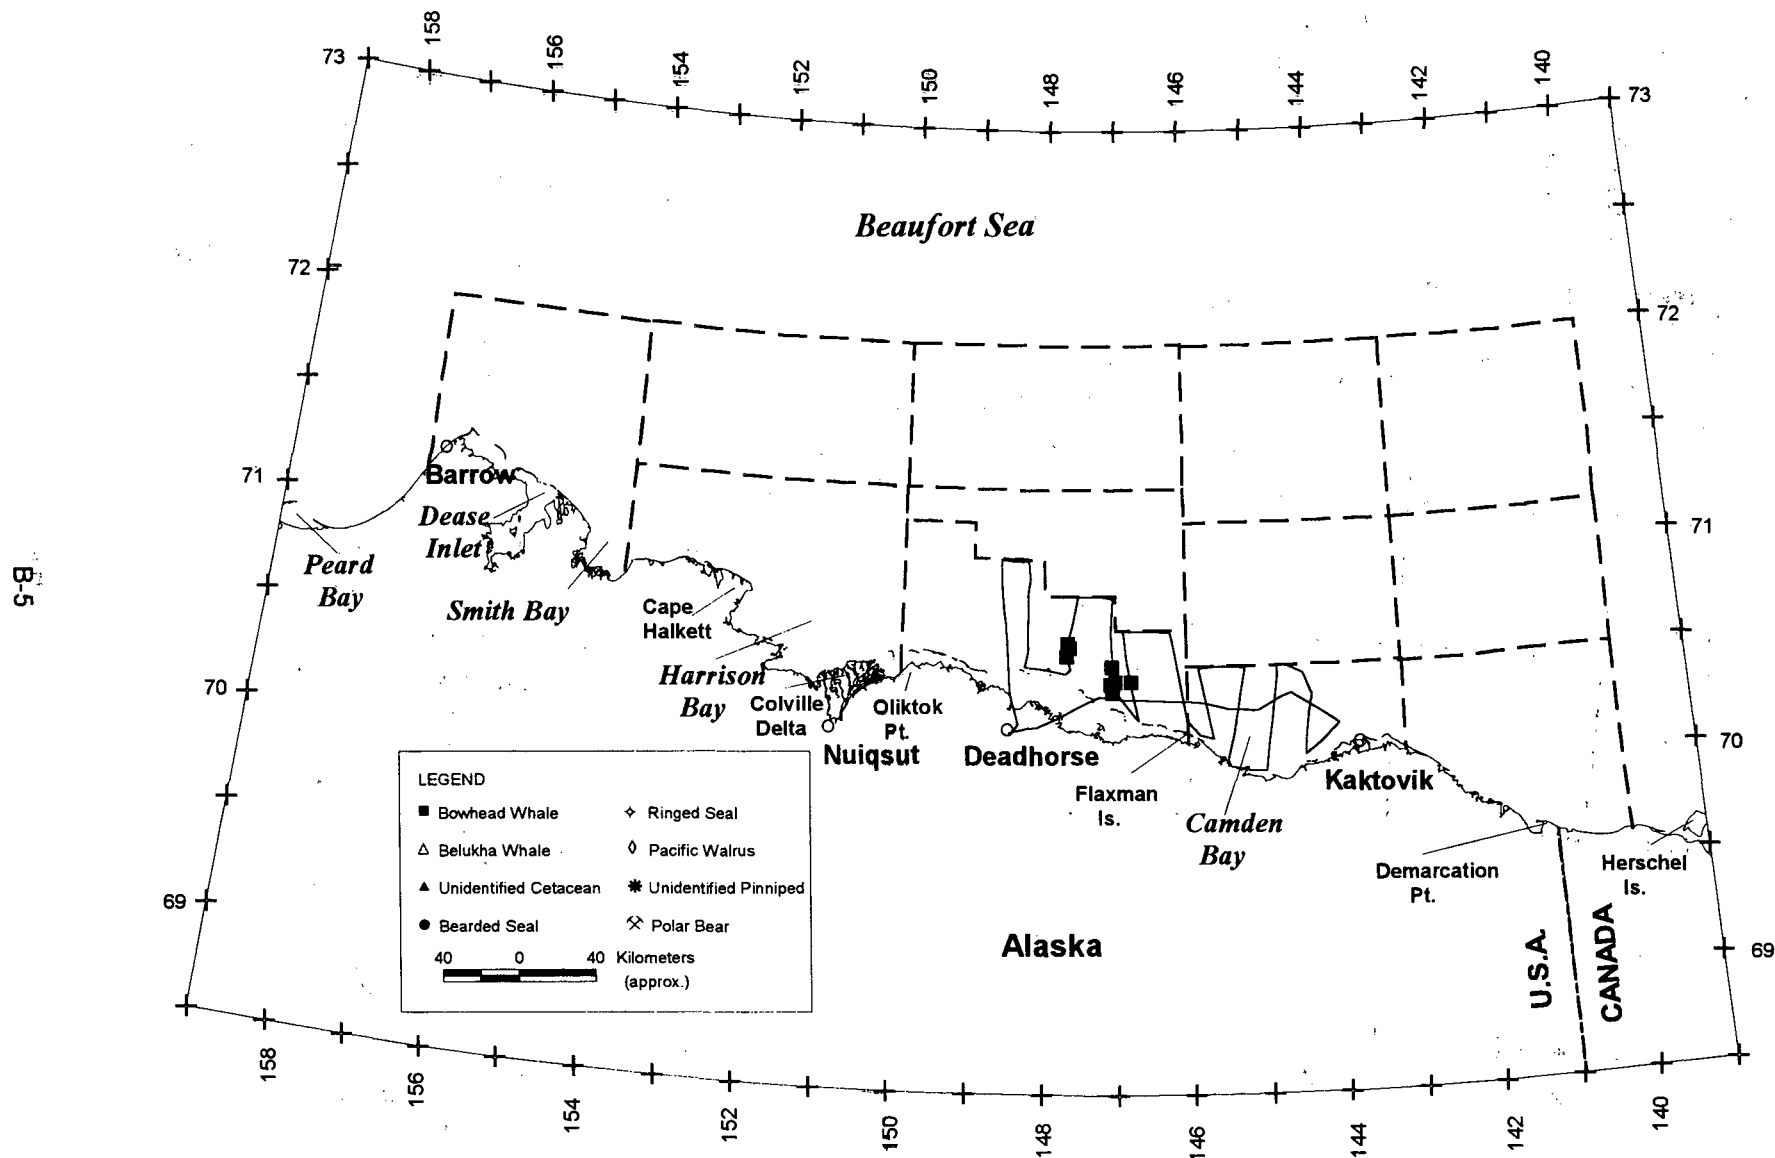 158
156
154
152
150
148
146
144
142
140
73
73
Beaufort Sea
72
72
71
Barrow
Dease
Inlet
71
Peard
Bay
Smith Bay
Cape
Halkett
Harrison
Bay
70
Colville
Delta
Oliktok
Pt.
70
Nuiqsut
Deadhorse
Kaktovik
Flaxman
Is.
Camden
Bay
Demarcation
Pt.
Herschel
Is.
LEGEND
Bowhead Whale
Ringed Seal
Belukha Whale
Pacific Walrus
Unidentified Cetacean
Unidentified Pinniped
Bearded Seal
Polar Bear
40 0 40 Kilometers
(approx.)
69
Alaska
U.S.A.
CANADA
69
158
156
154
152
150
148
146
144
142
140
B-5